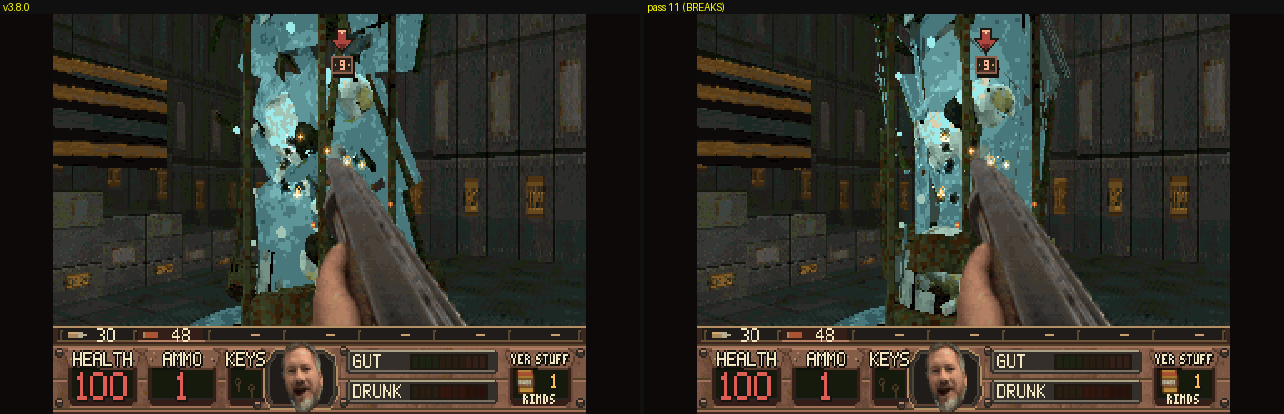 v3.8.0
pass 11 (BREAKS)
9
9
30 48
30 48
HEALTH AMMO KEYS GUT YER STUFF
100 1 DRUNK 1
RINDS
HEALTH AMMO KEYS GUT YER STUFF
100 1 DRUNK 1
RINDS